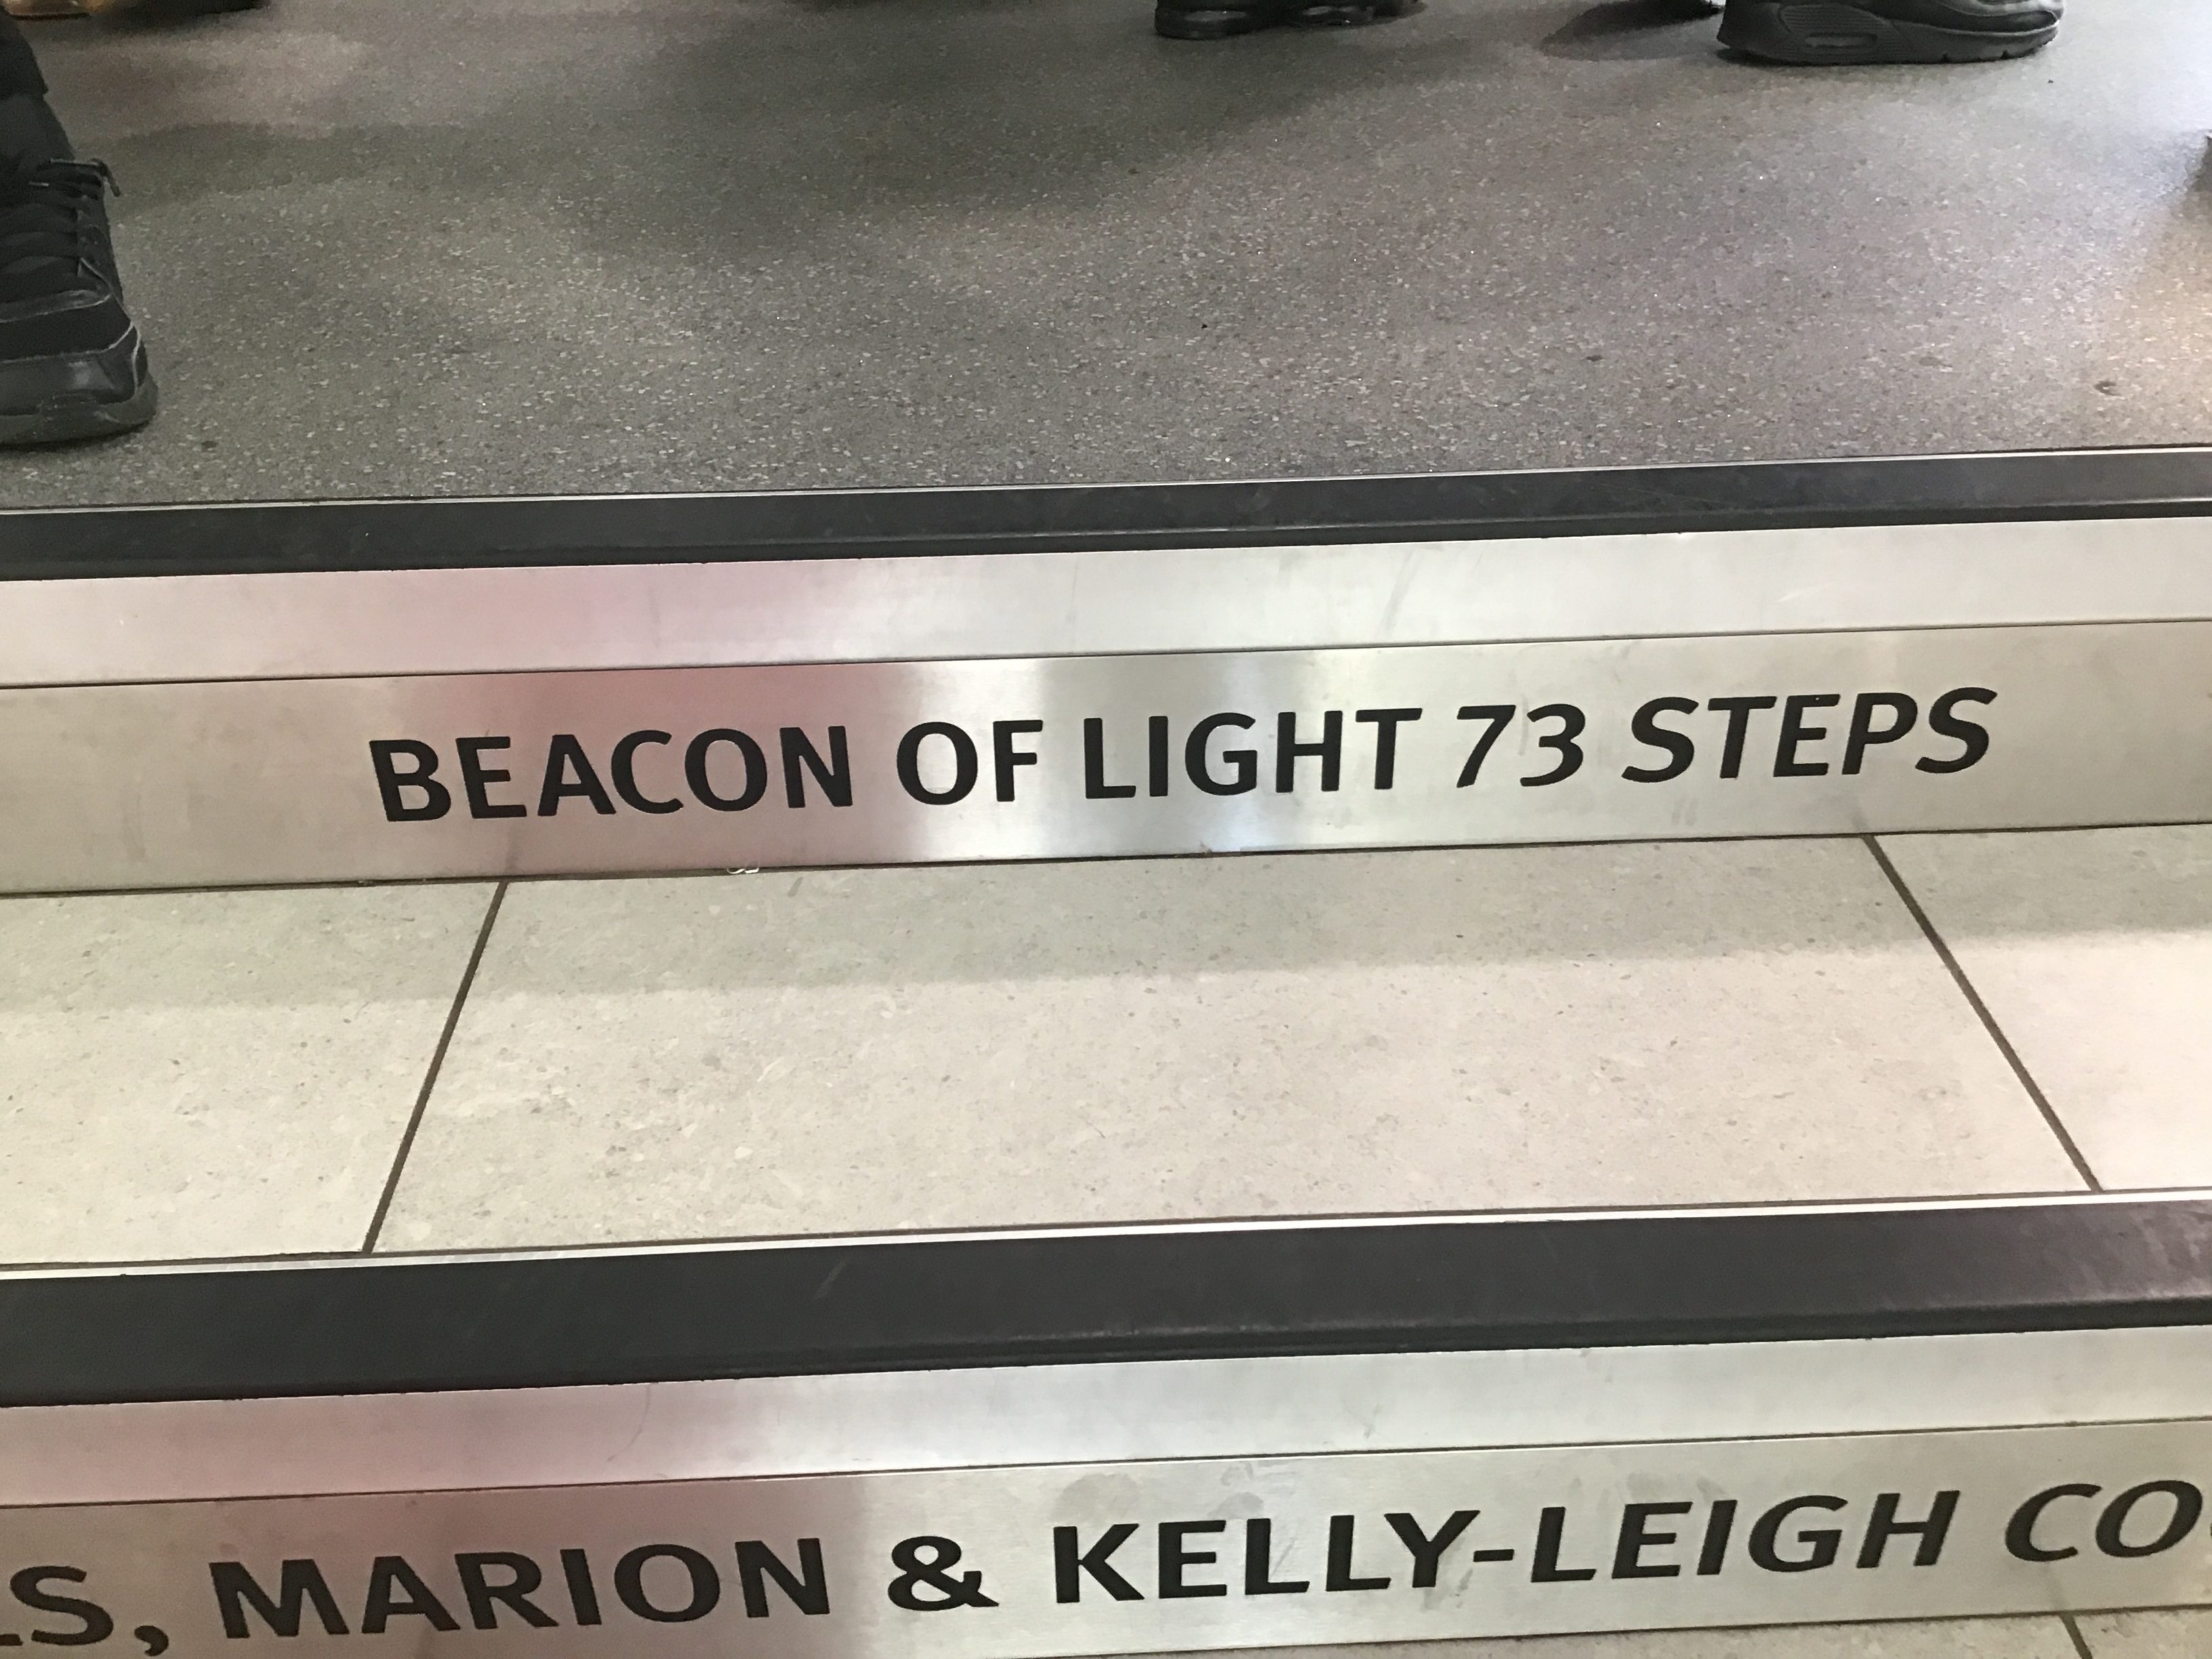 BEACON OF LIGHT 73 STEPS
MARION & KELLY-LEIGH